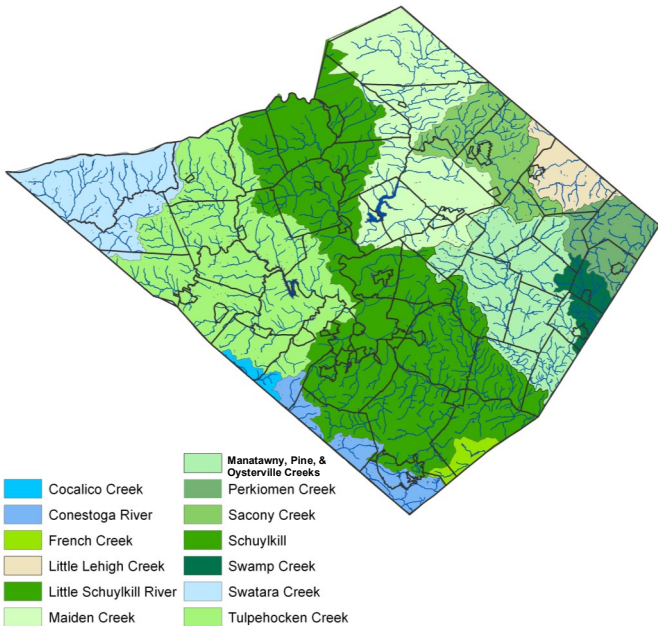 Manatawny, Pine, &
Oysterville Creeks
Cocalico Creek
Perkiomen Creek
Conestoga River
Sacony Creek
French Creek
Schuylkill
Little Lehigh Creek
Swamp Creek
Little Schuylkill River
Swatara Creek
Maiden Creek
Tulpehocken Creek